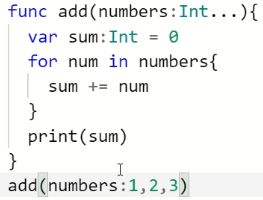 func add(numbers:Int...){
  var sum:Int = 0
  for num in numbers{
    sum += num
  }
  print(sum)
}
add(numbers:1,2,3)